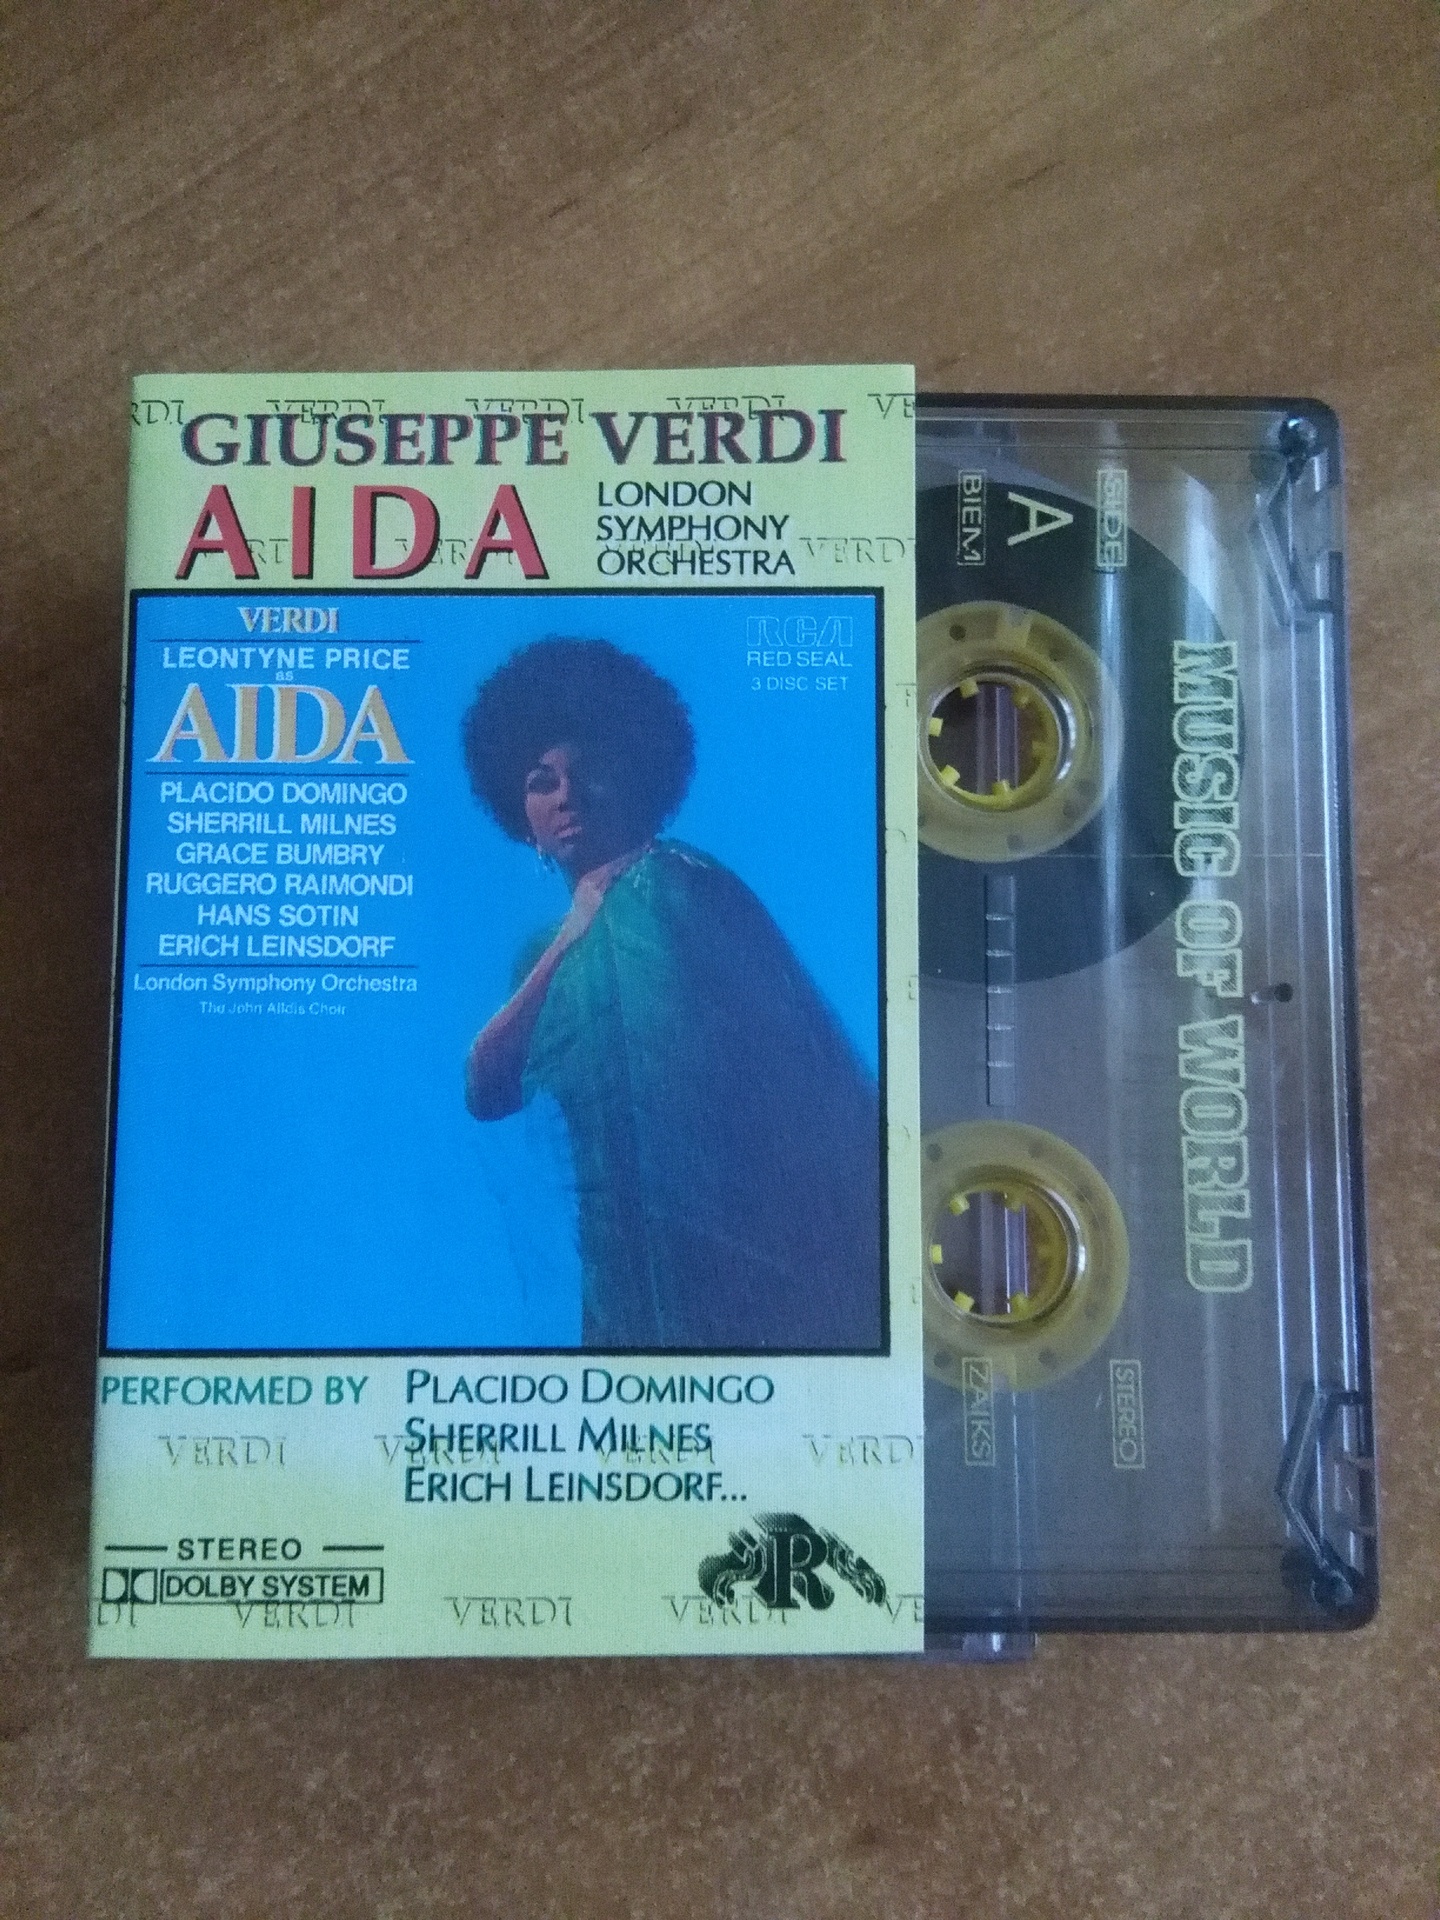 GIUSEPPE VERDI
AIDA
LONDON
SYMPHONY
ORCHESTRA
VERDI
LEONTYNE PRICE
as
AIDA
PLACIDO DOMINGO
SHERRILL MILNES
GRACE BUMBRY
RUGGERO RAIMONDI
HANS SOTIN
ERICH LEINSDORF
London Symphony Orchestra
The John Alldis Choir
RCA
RED SEAL
3 DISC SET
PERFORMED BY
PLACIDO DOMINGO
SHERRILL MILNES
ERICH LEINSDORF...
VERDI VERDI VERDI VERDI
STEREO
DOLBY SYSTEM
R
VERDI VERDI VERDI
SIDE
A
BIEM
MUSIC OF WORLD
STEREO
ZAIKS